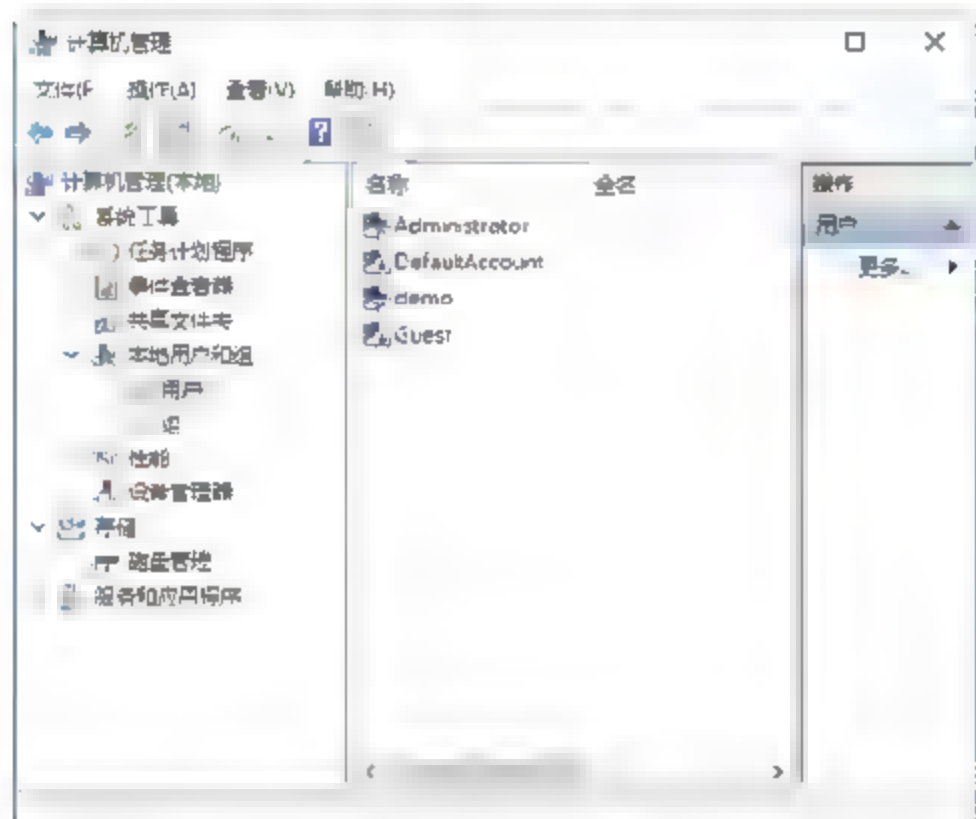 计算机管理
文件(F 操作(A) 查看(V) 帮助(H)
计算机管理(本地)
系统工具
任务计划程序
事件查看器
共享文件夹
本地用户和组
用户
组
性能
设备管理器
存储
磁盘管理
服务和应用程序
名称 全名
Administrator
DefaultAccount
demo
Guest
操作
用户
更多..